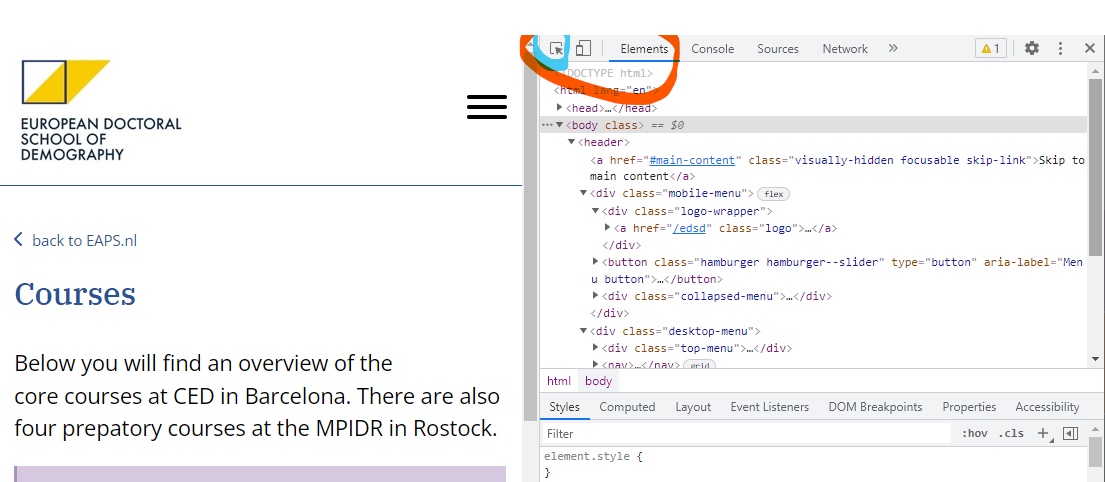 EUROPEAN DOCTORAL
SCHOOL OF
DEMOGRAPHY
back to EAPS.nl
Courses
Below you will find an overview of the
core courses at CED in Barcelona. There are also
four prepatory courses at the MPIDR in Rostock.
Elements Console Sources Network » 1
<!DOCTYPE html>
<html lang="en">
<head>…</head>
…<body class> == $0
<header>
<a href="#main-content" class="visually-hidden focusable skip-link">Skip to
main content</a>
<div class="mobile-menu"> flex
<div class="logo-wrapper">
<a href="/edsd" class="logo">…</a>
</div>
<button class="hamburger hamburger--slider" type="button" aria-label="Men
u button">…</button>
<div class="collapsed-menu">…</div>
</div>
<div class="desktop-menu">
<div class="top-menu">…</div>
<nav>…</nav> grid
html body
Styles Computed Layout Event Listeners DOM Breakpoints Properties Accessibility
Filter :hov .cls +
element.style {
}